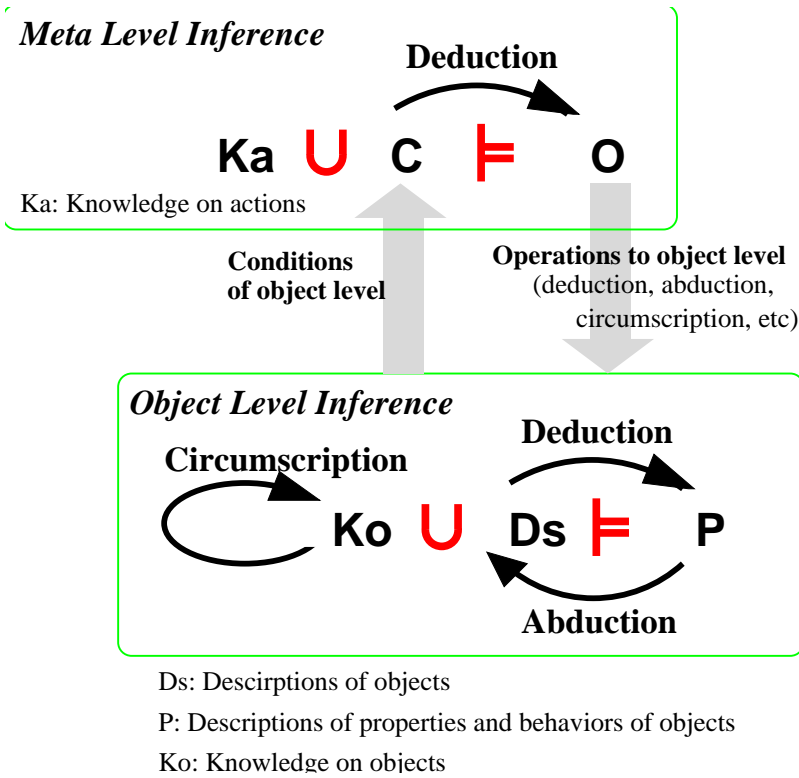 Meta Level Inference
Deduction
Ka ∪ C ⊨ O
Ka: Knowledge on actions
Conditions
of object level
Operations to object level
(deduction, abduction,
circumscription, etc)
Object Level Inference
Deduction
Circumscription
Ko ∪ Ds ⊨ P
Abduction
Ds: Descirptions of objects
P: Descriptions of properties and behaviors of objects
Ko: Knowledge on objects